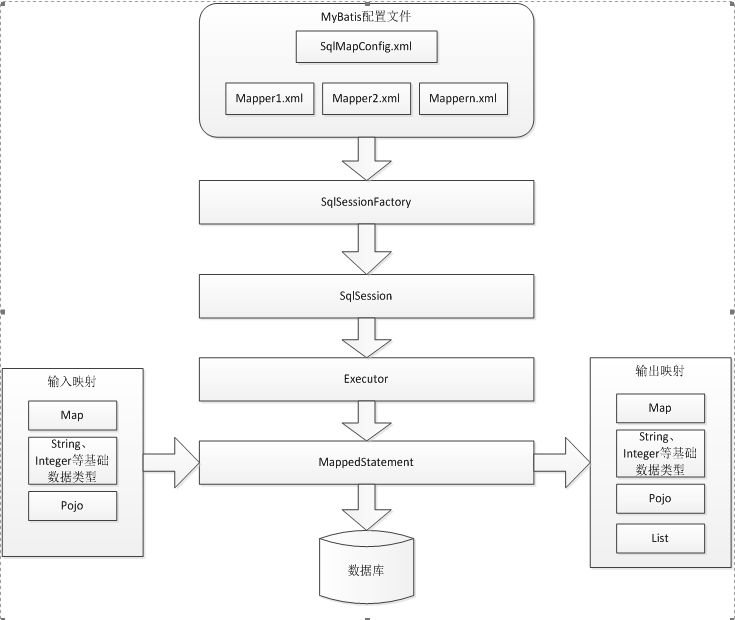 MyBatis配置文件
SqlMapConfig.xml
Mapper1.xml
Mapper2.xml
Mappern.xml
SqlSessionFactory
SqlSession
Executor
MappedStatement
数据库
输入映射
Map
String、
Integer等基础
数据类型
Pojo
输出映射
Map
String、
Integer等基础
数据类型
Pojo
List